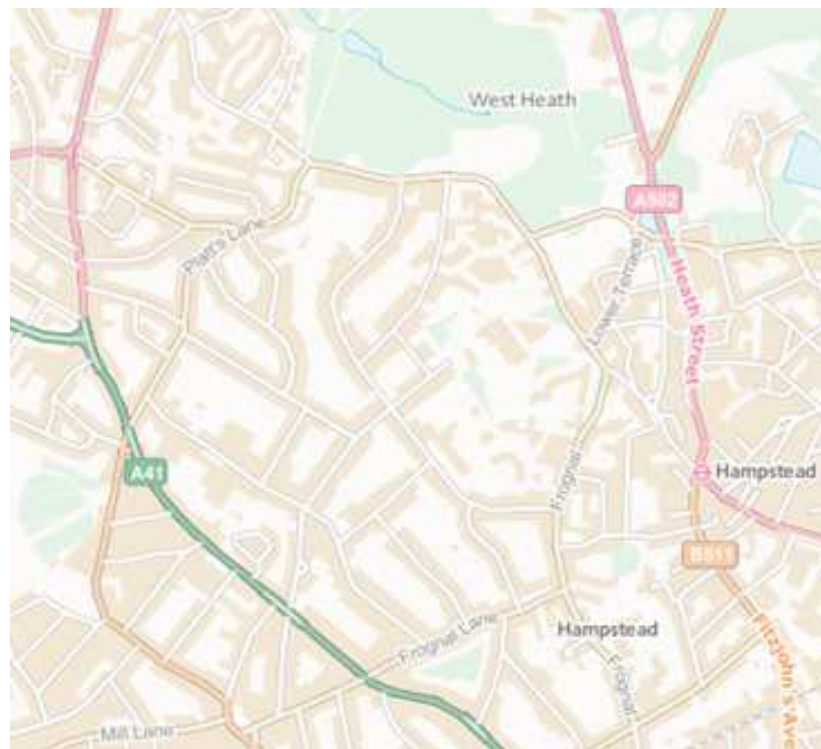 West Heath
A502
Platt's Lane
Lower Terrace
Heath Street
A41
Frognal
Hampstead
B511
Frognal Lane
Hampstead
Frognal
Fitzjohn's Ave
Mill Lane